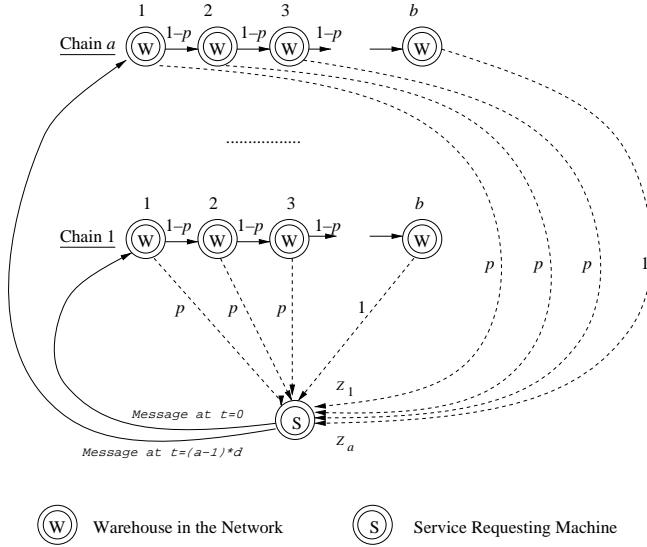 1 2 3 b
Chain a W 1–p W 1–p W 1–p W
.................
1 2 3 b
Chain 1 W 1–p W 1–p W 1–p W
p p p 1 p p p 1
z1
Message at t=0
S
Message at t=(a-1)*d
za
W Warehouse in the Network S Service Requesting Machine